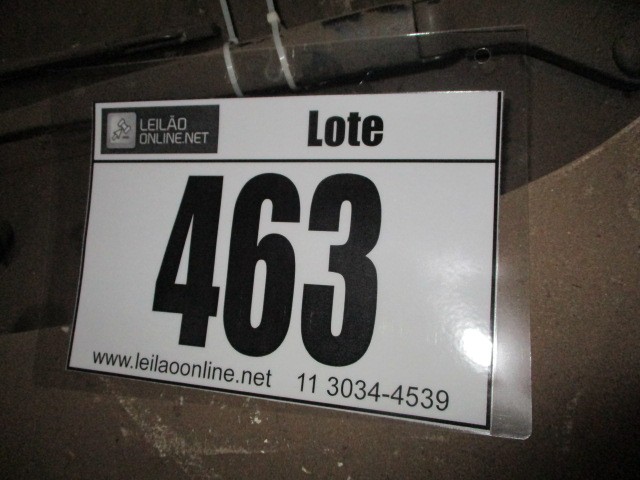 LEILÃO
ONLINE.NET
Lote
463
www.leilaoonline.net 11 3034-4539